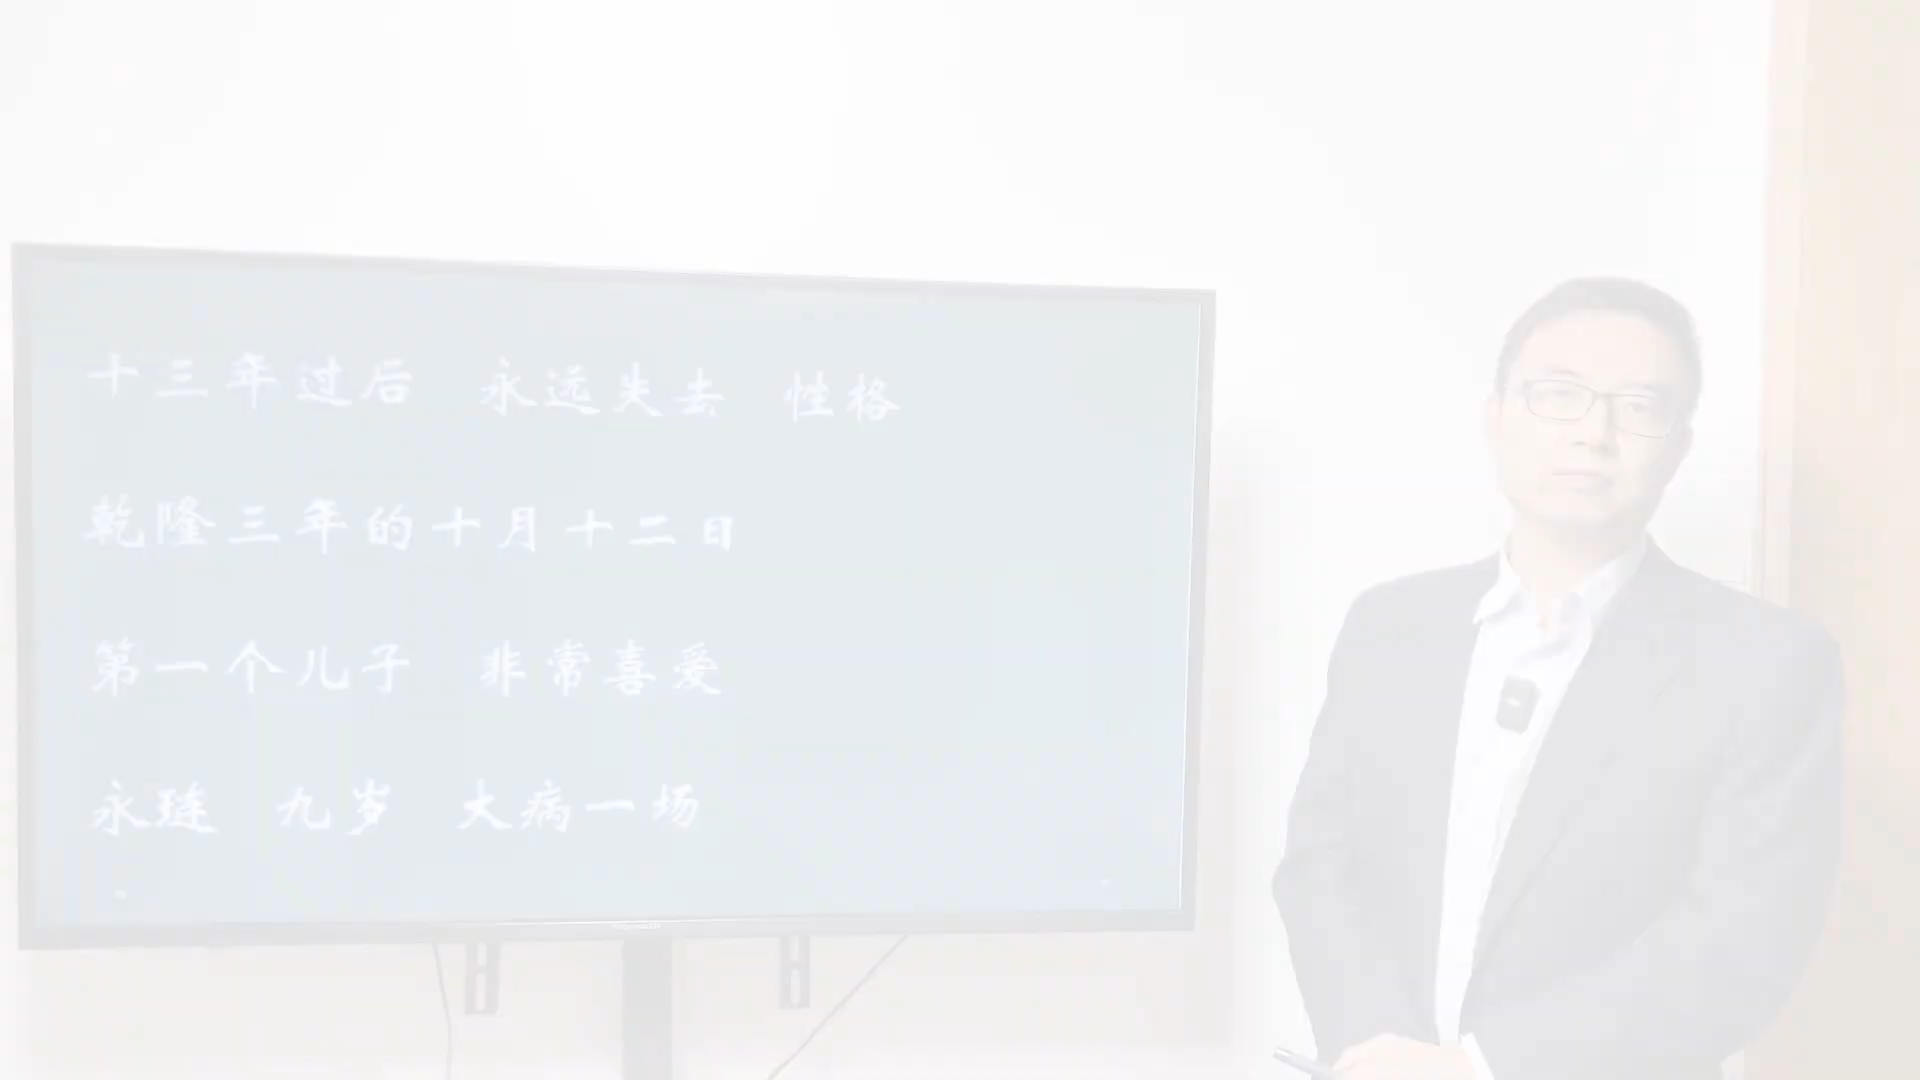 十三年过后 永远失去 性格
乾隆三年的十月十二日
第一个儿子 非常喜爱
永琏 九岁 大病一场